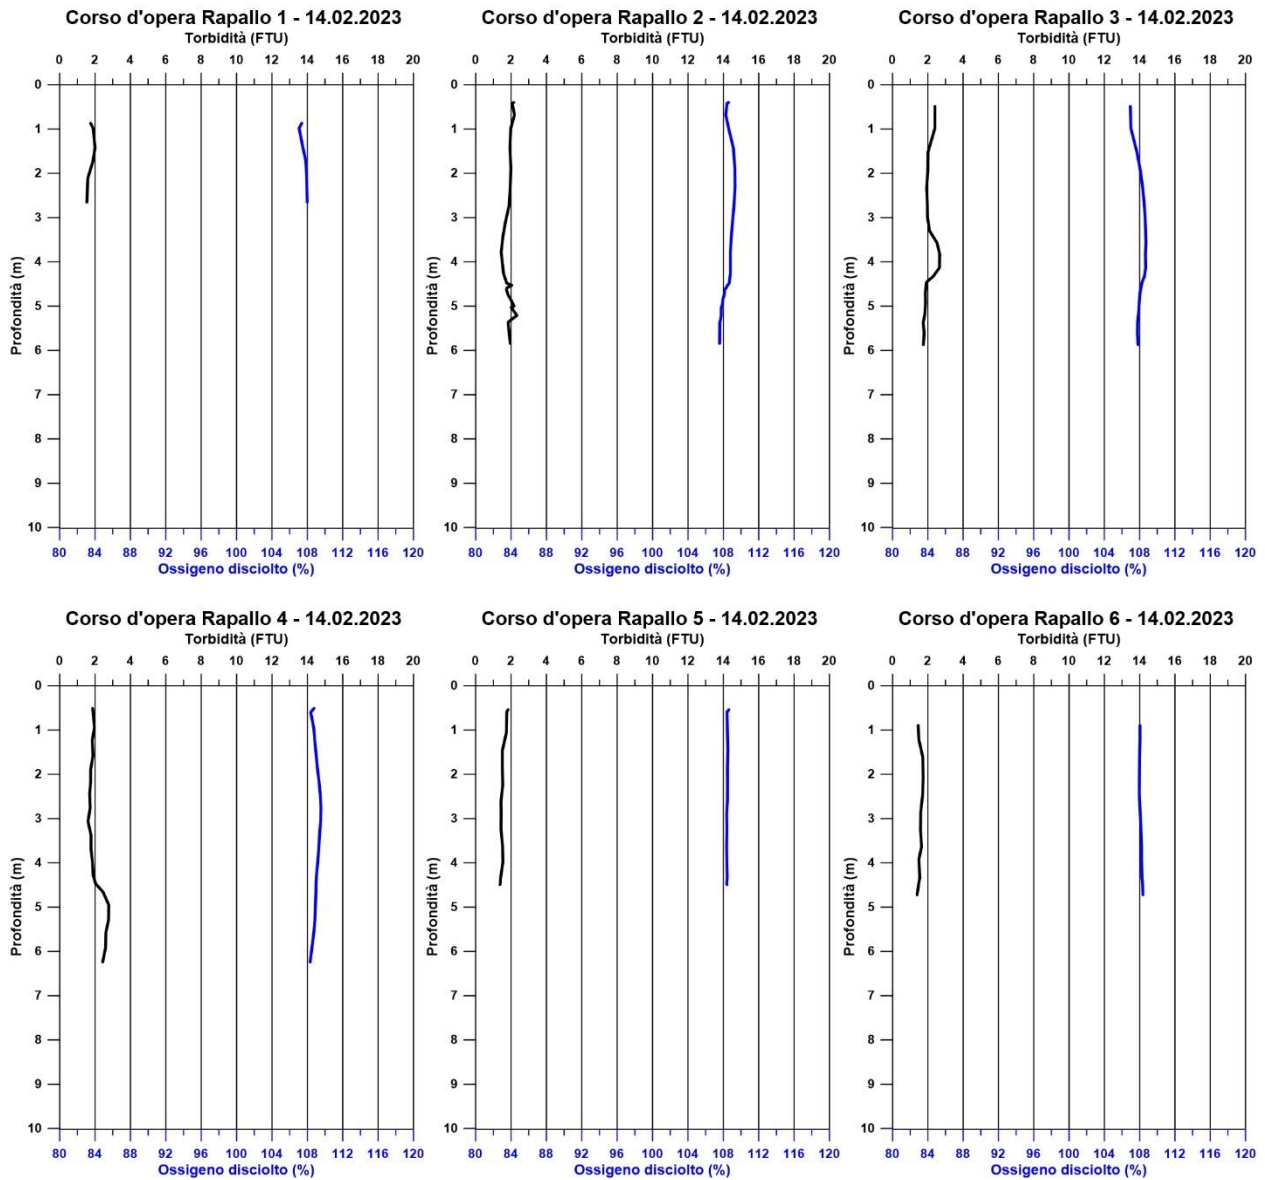 Corso d'opera Rapallo 1 - 14.02.2023
Torbidità (FTU)
0 2 4 6 8 10 12 14 16 18 20
0
1
2
3
4
5
6
7
8
9
10
Profondità (m)
80 84 88 92 96 100 104 108 112 116 120
Ossigeno disciolto (%)
Corso d'opera Rapallo 2 - 14.02.2023
Torbidità (FTU)
0 2 4 6 8 10 12 14 16 18 20
0
1
2
3
4
5
6
7
8
9
10
Profondità (m)
80 84 88 92 96 100 104 108 112 116 120
Ossigeno disciolto (%)
Corso d'opera Rapallo 3 - 14.02.2023
Torbidità (FTU)
0 2 4 6 8 10 12 14 16 18 20
0
1
2
3
4
5
6
7
8
9
10
Profondità (m)
80 84 88 92 96 100 104 108 112 116 120
Ossigeno disciolto (%)
Corso d'opera Rapallo 4 - 14.02.2023
Torbidità (FTU)
0 2 4 6 8 10 12 14 16 18 20
0
1
2
3
4
5
6
7
8
9
10
Profondità (m)
80 84 88 92 96 100 104 108 112 116 120
Ossigeno disciolto (%)
Corso d'opera Rapallo 5 - 14.02.2023
Torbidità (FTU)
0 2 4 6 8 10 12 14 16 18 20
0
1
2
3
4
5
6
7
8
9
10
Profondità (m)
80 84 88 92 96 100 104 108 112 116 120
Ossigeno disciolto (%)
Corso d'opera Rapallo 6 - 14.02.2023
Torbidità (FTU)
0 2 4 6 8 10 12 14 16 18 20
0
1
2
3
4
5
6
7
8
9
10
Profondità (m)
80 84 88 92 96 100 104 108 112 116 120
Ossigeno disciolto (%)